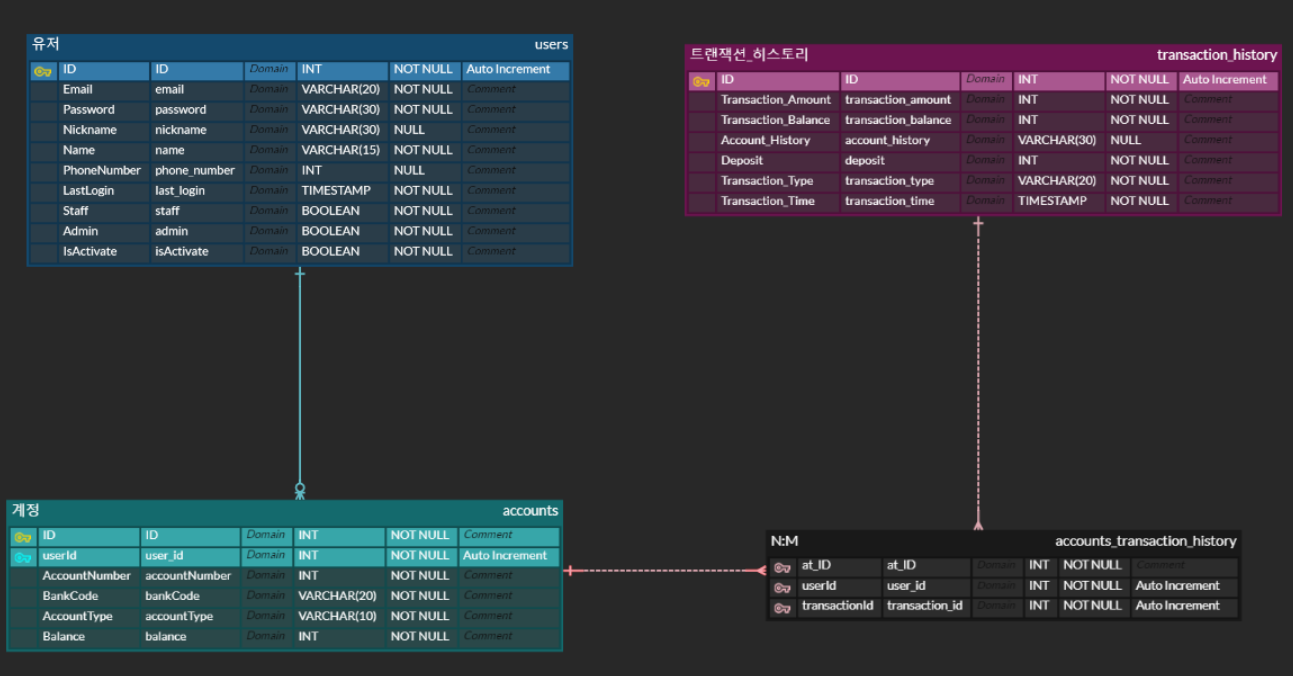 유저 users
ID ID Domain INT NOT NULL Auto Increment
Email email Domain VARCHAR(20) NOT NULL Comment
Password password Domain VARCHAR(30) NOT NULL Comment
Nickname nickname Domain VARCHAR(30) NULL Comment
Name name Domain VARCHAR(15) NOT NULL Comment
PhoneNumber phone_number Domain INT NULL Comment
LastLogin last_login Domain TIMESTAMP NOT NULL Comment
Staff staff Domain BOOLEAN NOT NULL Comment
Admin admin Domain BOOLEAN NOT NULL Comment
IsActivate isActivate Domain BOOLEAN NOT NULL Comment
트랜잭션_히스토리 transaction_history
ID ID Domain INT NOT NULL Auto Increment
Transaction_Amount transaction_amount Domain INT NOT NULL Comment
Transaction_Balance transaction_balance Domain INT NOT NULL Comment
Account_History account_history Domain VARCHAR(30) NULL Comment
Deposit deposit Domain INT NOT NULL Comment
Transaction_Type transaction_type Domain VARCHAR(20) NOT NULL Comment
Transaction_Time transaction_time Domain TIMESTAMP NOT NULL Comment
계정 accounts
ID ID Domain INT NOT NULL Comment
userId user_id Domain INT NOT NULL Auto Increment
AccountNumber accountNumber Domain INT NOT NULL Comment
BankCode bankCode Domain VARCHAR(20) NOT NULL Comment
AccountType accountType Domain VARCHAR(10) NOT NULL Comment
Balance balance Domain INT NOT NULL Comment
N:M accounts_transaction_history
at_ID at_ID Domain INT NOT NULL Comment
userId user_id Domain INT NOT NULL Auto Increment
transactionId transaction_id Domain INT NOT NULL Auto Increment